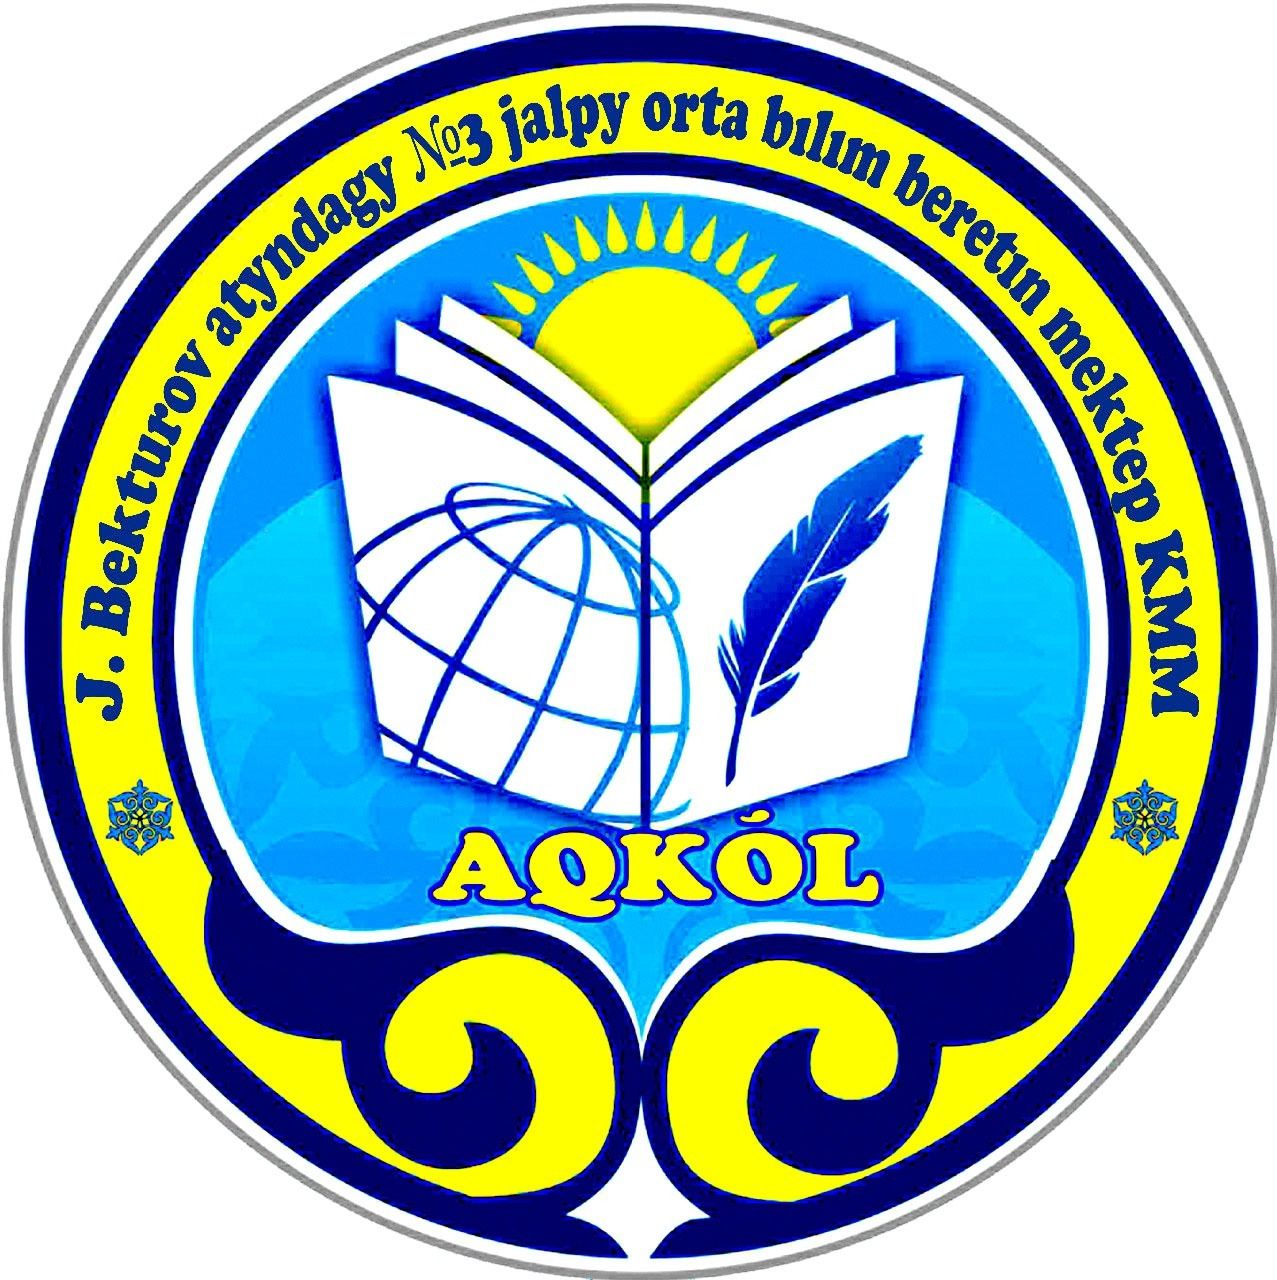 J. Bekturov atyndagy №3 jalpy orta bılım beretın mektep KMM
AQKÓL